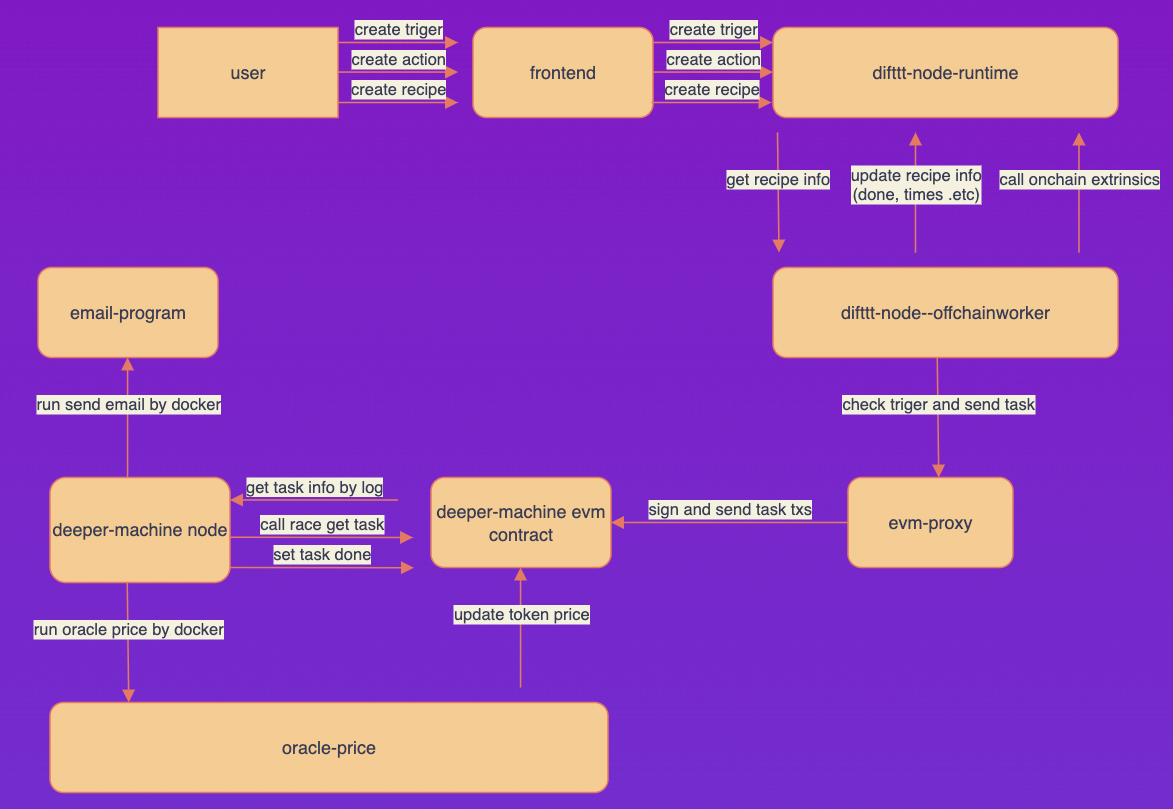 create triger
create triger
user
create action
frontend
create action
difttt-node-runtime
create recipe
create recipe
get recipe info
update recipe info
(done, times .etc)
call onchain extrinsics
email-program
difttt-node--offchainworker
run send email by docker
check triger and send task
get task info by log
deeper-machine node
call race get task
set task done
deeper-machine evm
contract
sign and send task txs
evm-proxy
run oracle price by docker
update token price
oracle-price